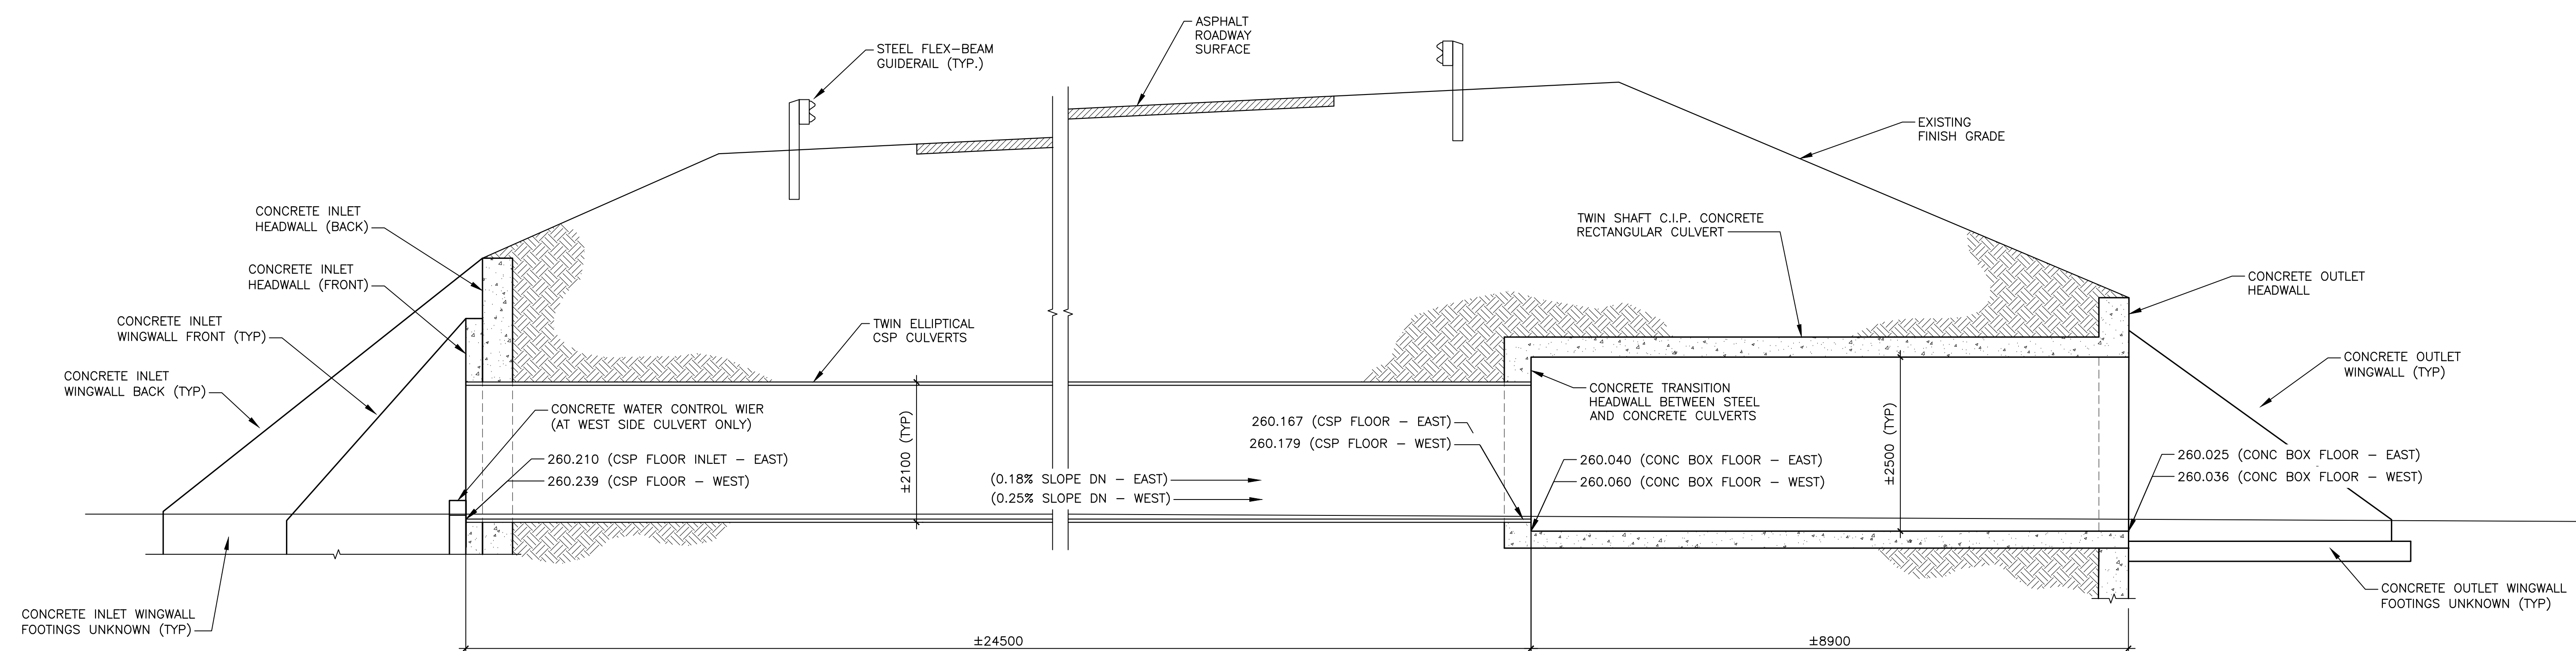 ASPHALT
ROADWAY
SURFACE
STEEL FLEX-BEAM
GUIDERAIL (TYP.)
EXISTING
FINISH GRADE
CONCRETE INLET
HEADWALL (BACK)
TWIN SHAFT C.I.P. CONCRETE
RECTANGULAR CULVERT
CONCRETE INLET
HEADWALL (FRONT)
CONCRETE OUTLET
HEADWALL
CONCRETE INLET
WINGWALL FRONT (TYP)
TWIN ELLIPTICAL
CSP CULVERTS
CONCRETE OUTLET
WINGWALL (TYP)
CONCRETE INLET
WINGWALL BACK (TYP)
CONCRETE TRANSITION
HEADWALL BETWEEN STEEL
AND CONCRETE CULVERTS
CONCRETE WATER CONTROL WIER
(AT WEST SIDE CULVERT ONLY)
±2100 (TYP)
±2500 (TYP)
260.167 (CSP FLOOR - EAST)
260.179 (CSP FLOOR - WEST)
260.210 (CSP FLOOR INLET - EAST)
260.239 (CSP FLOOR - WEST)
260.040 (CONC BOX FLOOR - EAST)
260.060 (CONC BOX FLOOR - WEST)
260.025 (CONC BOX FLOOR - EAST)
260.036 (CONC BOX FLOOR - WEST)
(0.18% SLOPE DN - EAST)
(0.25% SLOPE DN - WEST)
CONCRETE INLET WINGWALL
FOOTINGS UNKNOWN (TYP)
CONCRETE OUTLET WINGWALL
FOOTINGS UNKNOWN (TYP)
±24500
±8900